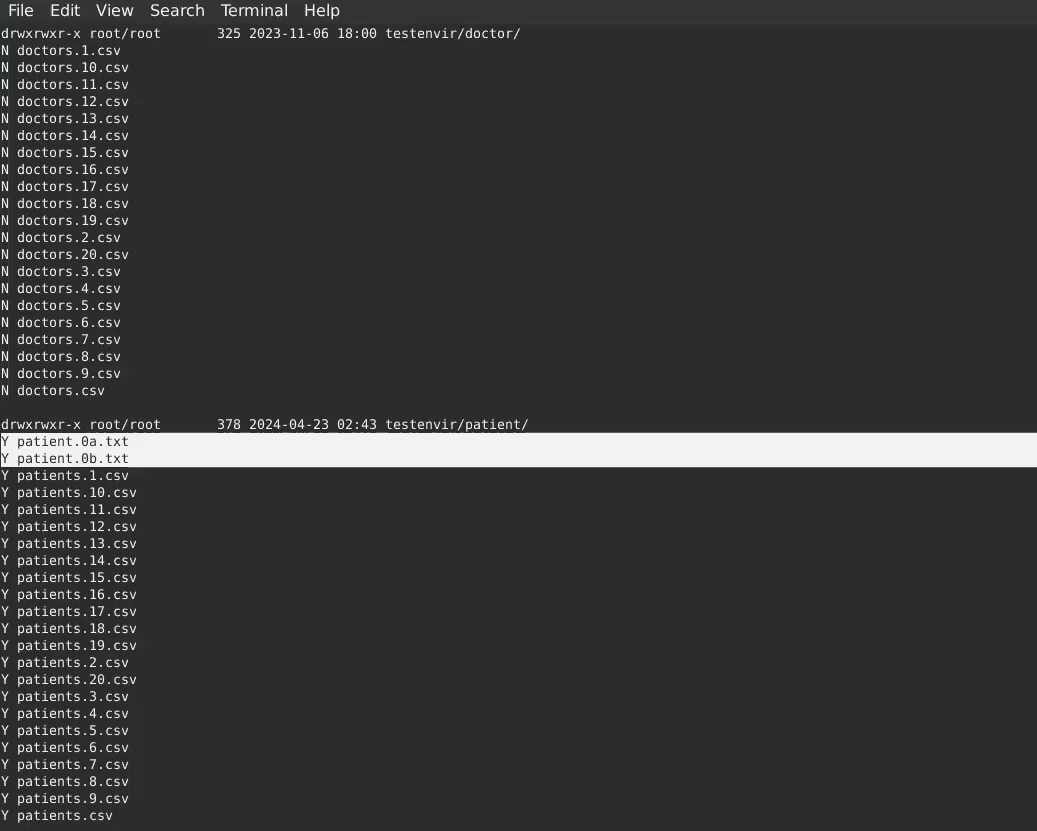 File Edit View Search Terminal Help
drwxrwxr-x root/root       325 2023-11-06 18:00 testenvir/doctor/
N doctors.1.csv
N doctors.10.csv
N doctors.11.csv
N doctors.12.csv
N doctors.13.csv
N doctors.14.csv
N doctors.15.csv
N doctors.16.csv
N doctors.17.csv
N doctors.18.csv
N doctors.19.csv
N doctors.2.csv
N doctors.20.csv
N doctors.3.csv
N doctors.4.csv
N doctors.5.csv
N doctors.6.csv
N doctors.7.csv
N doctors.8.csv
N doctors.9.csv
N doctors.csv
drwxrwxr-x root/root       378 2024-04-23 02:43 testenvir/patient/
Y patient.0a.txt
Y patient.0b.txt
Y patients.1.csv
Y patients.10.csv
Y patients.11.csv
Y patients.12.csv
Y patients.13.csv
Y patients.14.csv
Y patients.15.csv
Y patients.16.csv
Y patients.17.csv
Y patients.18.csv
Y patients.19.csv
Y patients.2.csv
Y patients.20.csv
Y patients.3.csv
Y patients.4.csv
Y patients.5.csv
Y patients.6.csv
Y patients.7.csv
Y patients.8.csv
Y patients.9.csv
Y patients.csv